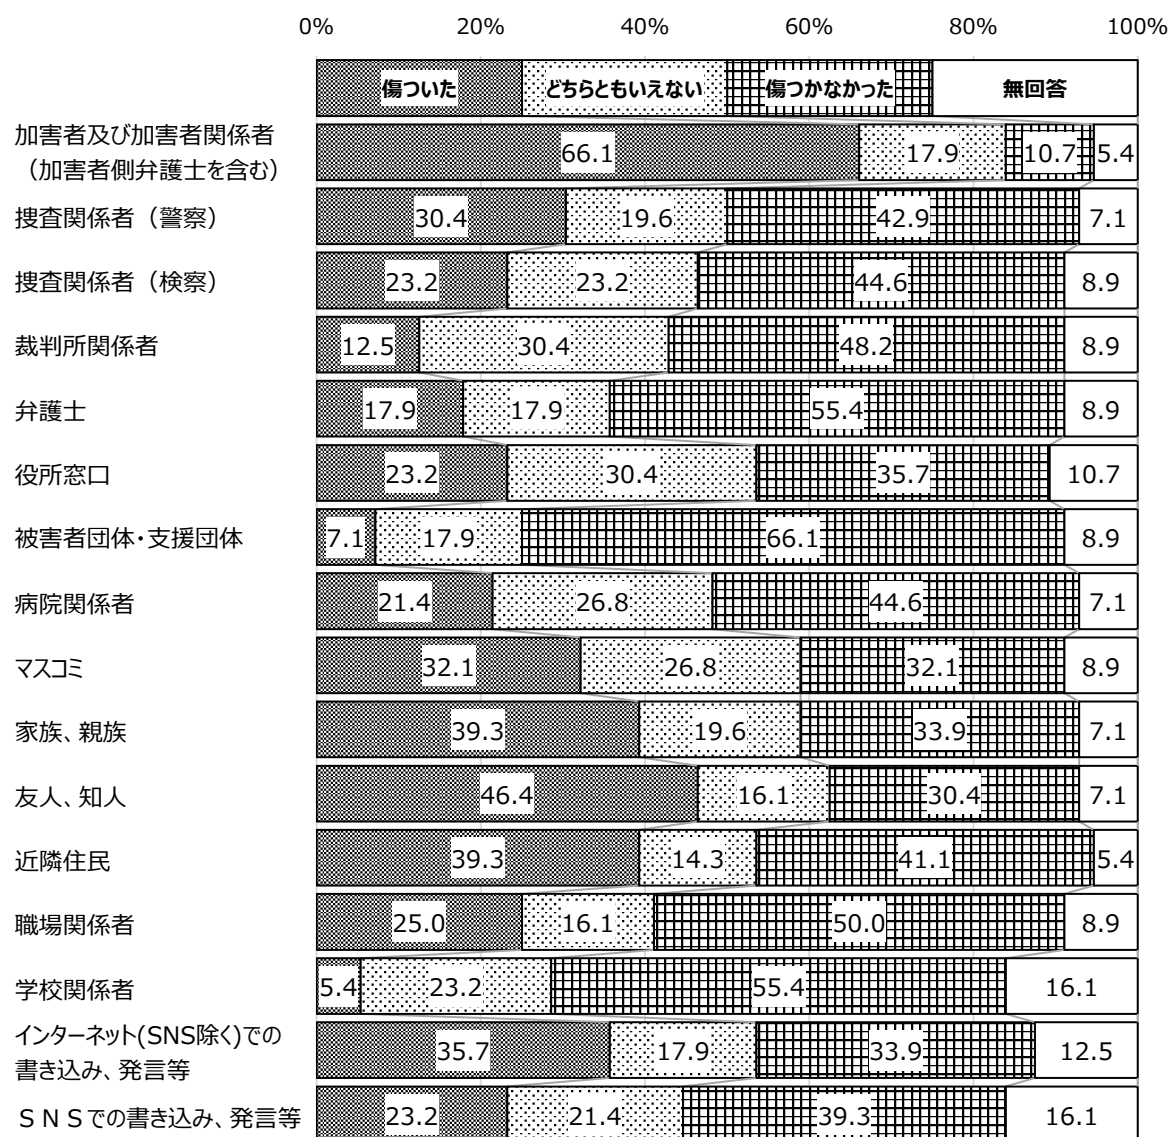 0% 20% 40% 60% 80% 100%
傷ついた どちらともいえない 傷つかなかった 無回答
加害者及び加害者関係者
（加害者側弁護士を含む） 66.1 17.9 10.7 5.4
捜査関係者（警察） 30.4 19.6 42.9 7.1
捜査関係者（検察） 23.2 23.2 44.6 8.9
裁判所関係者 12.5 30.4 48.2 8.9
弁護士 17.9 17.9 55.4 8.9
役所窓口 23.2 30.4 35.7 10.7
被害者団体・支援団体 7.1 17.9 66.1 8.9
病院関係者 21.4 26.8 44.6 7.1
マスコミ 32.1 26.8 32.1 8.9
家族、親族 39.3 19.6 33.9 7.1
友人、知人 46.4 16.1 30.4 7.1
近隣住民 39.3 14.3 41.1 5.4
職場関係者 25.0 16.1 50.0 8.9
学校関係者 5.4 23.2 55.4 16.1
インターネット(SNS除く)での
書き込み、発言等 35.7 17.9 33.9 12.5
ＳＮＳでの書き込み、発言等 23.2 21.4 39.3 16.1